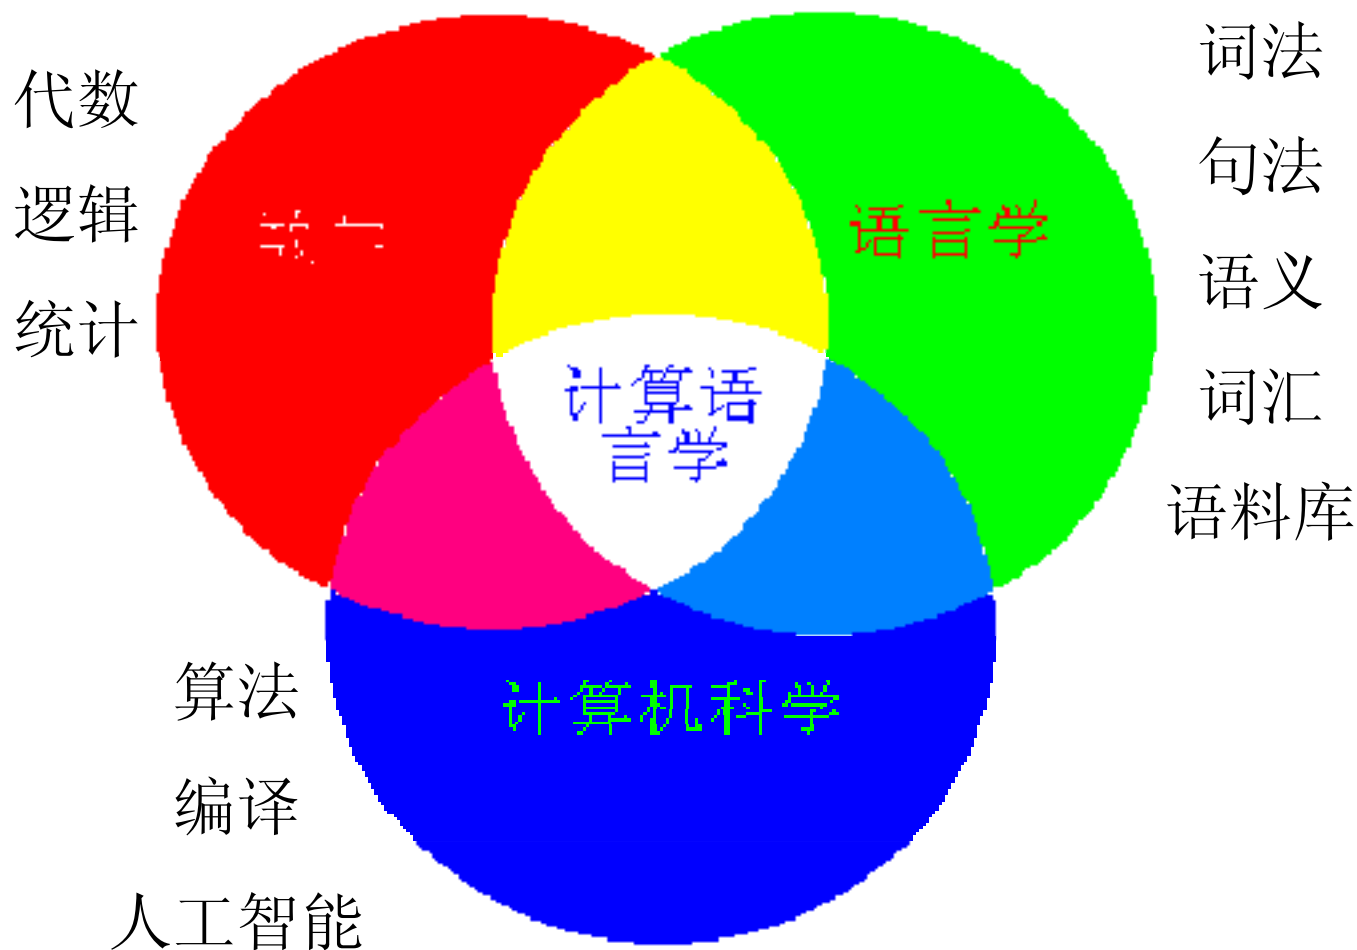 代数
逻辑
统计
语言学
词法
句法
语义
词汇
语料库
计算语
言学
计算机科学
算法
编译
人工智能